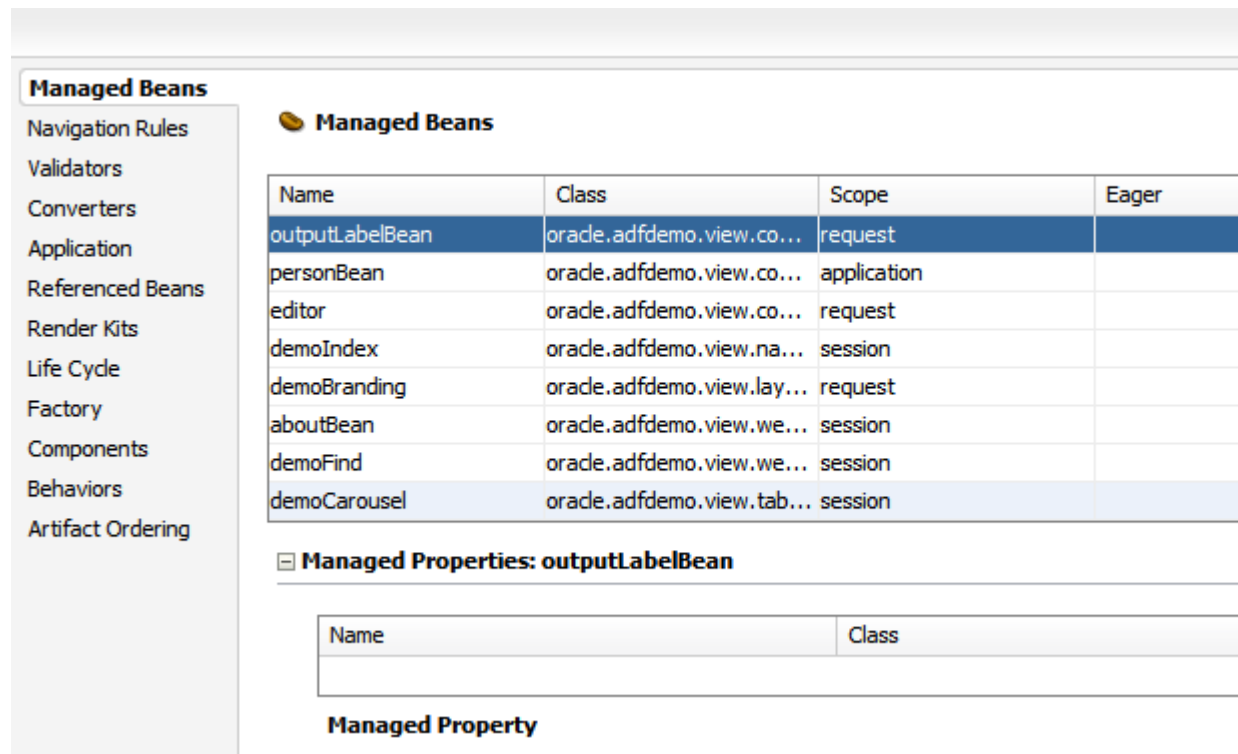 Managed Beans
Navigation Rules
Validators
Converters
Application
Referenced Beans
Render Kits
Life Cycle
Factory
Components
Behaviors
Artifact Ordering
Managed Beans
Name Class Scope Eager
outputLabelBean oracle.adfdemo.view.co... request
personBean oracle.adfdemo.view.co... application
editor oracle.adfdemo.view.co... request
demoIndex oracle.adfdemo.view.na... session
demoBranding oracle.adfdemo.view.lay... request
aboutBean oracle.adfdemo.view.we... session
demoFind oracle.adfdemo.view.we... session
demoCarousel oracle.adfdemo.view.tab... session
Managed Properties: outputLabelBean
Name Class
Managed Property